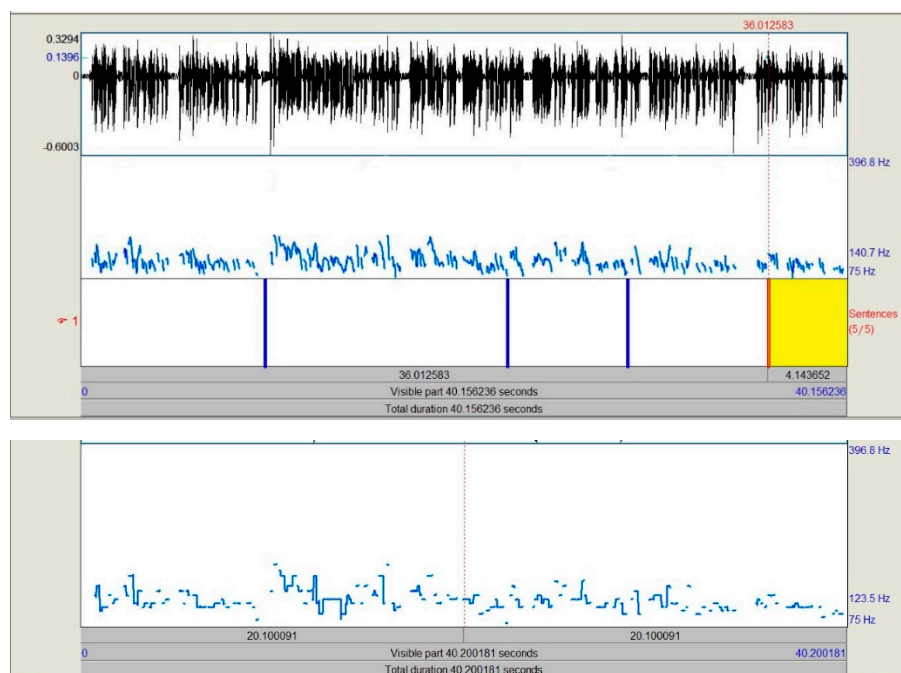 36.012583
0.3294
0.1396
0
-0.6003
396.8 Hz
140.7 Hz
75 Hz
1
Sentences
(5/5)
36.012583 4.143652
0 Visible part 40.156236 seconds 40.156236
Total duration 40.156236 seconds
396.8 Hz
123.5 Hz
75 Hz
20.100091 20.100091
0 Visible part 40.200181 seconds 40.200181
Total duration 40.200181 seconds